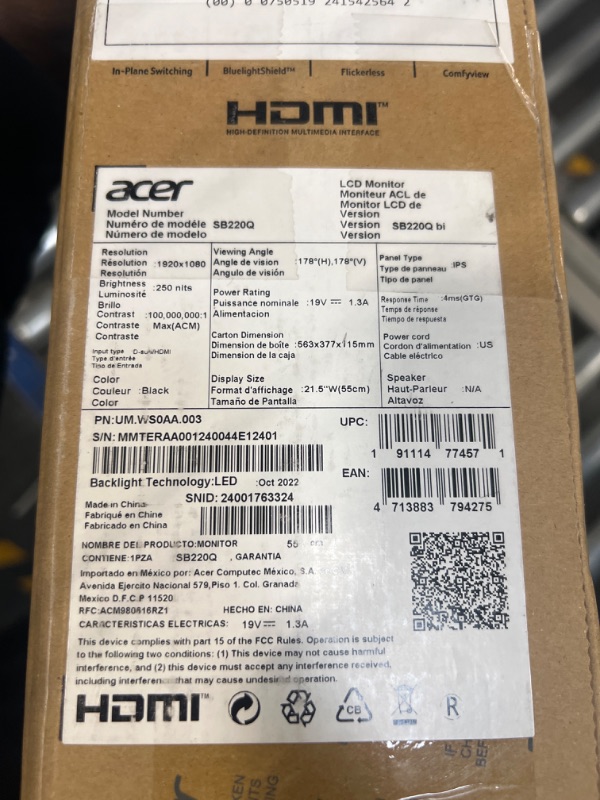 (00) 0 0750519 241542564 2
In-Plane Switching
BluelightShield™
Flickerless
Comfyview
HDMI™
HIGH-DEFINITION MULTIMEDIA INTERFACE
acer
Model Number
Numéro de modéle SB220Q
Número de modelo
LCD Monitor
Moniteur ACL de
Monitor LCD de
Version
Version SB220Q bi
Version
Resolution
Résolution :1920x1080
Resolución
Brightness
Luminosité :250 nits
Brillo
Contrast :100,000,000:1
Contraste Max(ACM)
Contraste
Input type D-sub/HDMI
Type d'entrée
Tipo de Entrada
Color
Couleur :Black
Color
Viewing Angle
Angle de vision :178°(H),178°(V)
Angulo de visión
Power Rating
Puissance nominale :19V ⎓ 1.3A
Alimentacion
Carton Dimension
Dimension de boîte :563x377x115mm
Dimension de la caja
Display Size
Format d'affichage :21.5"W(55cm)
Tamaño de Pantalla
Panel Type
Type de panneau :IPS
Tipo de panel
Response Time :4ms(GTG)
Temps de réponse
Tiempo de respuesta
Power cord
Cordon d'alimentation :US
Cable eléctrico
Speaker
Haut-Parleur :N/A
Altavoz
PN:UM.WS0AA.003
S/N:MMTERAA001240044E12401
Backlight Technology:LED :Oct 2022
SNID: 24001763324
Made in China
Fabriqué en Chine
Fabricado en China
UPC:
1 91114 77457 1
EAN:
4 713883 794275
NOMBRE DEL PRODUCTO:MONITOR 55
CONTIENE:1PZA SB220Q , GARANTIA
Importado en México por: Acer Computec México, S.A.
Avenida Ejercito Nacional 579,Piso 1. Col. Granada
Mexico D.F.C.P 11520
RFC:ACM980816RZ1 HECHO EN: CHINA
CARACTERISTICAS ELECTRICAS: 19V ⎓ 1.3A
This device complies with part 15 of the FCC Rules. Operation is subject
to the following two conditions: (1) This device may not cause harmful
interference, and (2) this device must accept any interference received,
including interference that may cause undesired operation.
HDMI™
CB
R